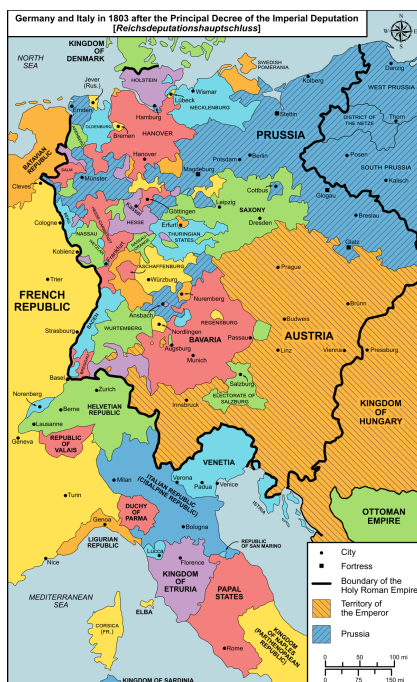 Germany and Italy in 1803 after the Principal Decree of the Imperial Deputation
[Reichsdeputationshauptschluss]
NORTH
SEA
KINGDOM
OF
DENMARK
SWEDISH
POMERANIA
HOLSTEIN
Jever
(Rus.)
Wismar
Lübeck
MECKLENBURG
Kolberg
Danzig
WEST PRUSSIA
Emden
OLDENBURG
Hamburg
Bremen
Stettin
DISTRICT OF
THE NETZE
Thorn
HANOVER
PRUSSIA
BATAVIAN
REPUBLIC
Hanover
Potsdam
Berlin
Posen
SOUTH PRUSSIA
SALM
Münster
Magdeburg
Kalisch
Cleves
Cottbus
Glogau
Kassel
Göttingen
Leipzig
SAXONY
Breslau
Cologne
HESSE
Erfurt
Dresden
THURINGIAN
STATES
NASSAU
Glatz
Koblenz
Frankfurt
ASCHAFFENBURG
Prague
Trier
Würzburg
FRENCH
REPUBLIC
Nuremberg
Brünn
Ansbach
BADEN
REGENSBURG
Budweis
AUSTRIA
Strasbourg
WURTEMBERG
Nordlingen
BAVARIA
Passau
Augsburg
Munich
Linz
Vienna
Pressburg
Basel
Salzburg
Zurich
Innsbruck
ELECTORATE OF
SALZBURG
KINGDOM
OF
HUNGARY
Norenberg
HELVETIAN
REPUBLIC
Berne
Lausanne
Geneva
REPUBLIC
OF
VALAIS
VENETIA
Milan
ITALIAN REPUBLIC
(CISALPINE REPUBLIC)
Verona
Padua
Venice
ISTRIA
Turin
DUCHY
OF
PARMA
OTTOMAN
EMPIRE
Genoa
Bologna
LIGURIAN
REPUBLIC
REPUBLIC
OF SAN MARINO
Lucca
Nice
Florence
KINGDOM
OF
ETRURIA
MEDITERRANEAN
SEA
PAPAL
STATES
ELBA
CORSICA
(FR.)
Rome
KINGDOM
OF NAPLES
(PARTHENOPAEAN
REPUBLIC)
KINGDOM OF SARDINIA
City
Fortress
Boundary of the
Holy Roman Empire
Territory of
the Emperor
Prussia
0 50 100 mi
0 75 150 mi